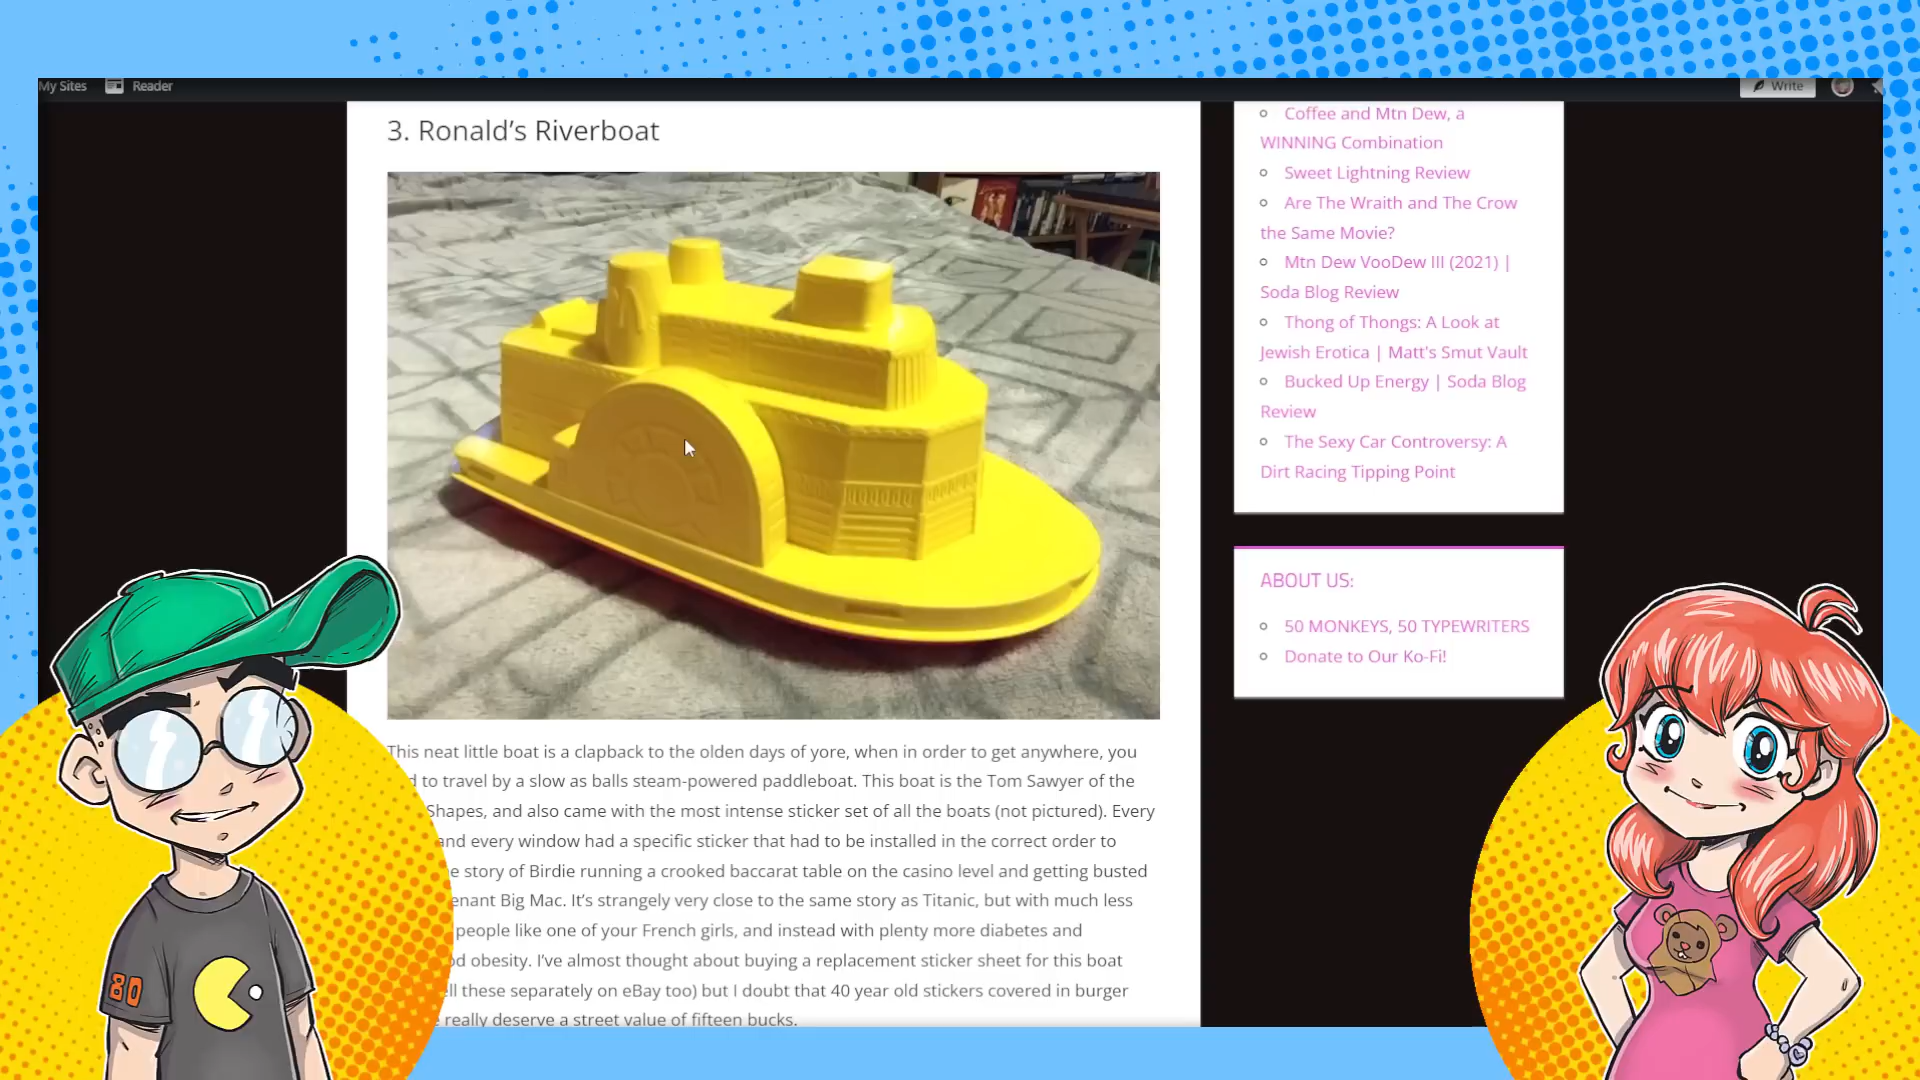 My Sites
Reader
Write
3. Ronald's Riverboat
This neat little boat is a clapback to the olden days of yore, when in order to get anywhere, you
to travel by a slow as balls steam-powered paddleboat. This boat is the Tom Sawyer of the
Shapes, and also came with the most intense sticker set of all the boats (not pictured). Every
and every window had a specific sticker that had to be installed in the correct order to
story of Birdie running a crooked baccarat table on the casino level and getting busted
Big Mac. It's strangely very close to the same story as Titanic, but with much less
people like one of your French girls, and instead with plenty more diabetes and
obesity. I've almost thought about buying a replacement sticker sheet for this boat
these separately on eBay too) but I doubt that 40 year old stickers covered in burger
really deserve a street value of fifteen bucks.
Coffee and Mtn Dew, a
WINNING Combination
Sweet Lightning Review
Are The Wraith and The Crow
the Same Movie?
Mtn Dew VooDew III (2021) |
Soda Blog Review
Thong of Thongs: A Look at
Jewish Erotica | Matt's Smut Vault
Bucked Up Energy | Soda Blog
Review
The Sexy Car Controversy: A
Dirt Racing Tipping Point
ABOUT US:
50 MONKEYS, 50 TYPEWRITERS
Donate to Our Ko-Fi!
80